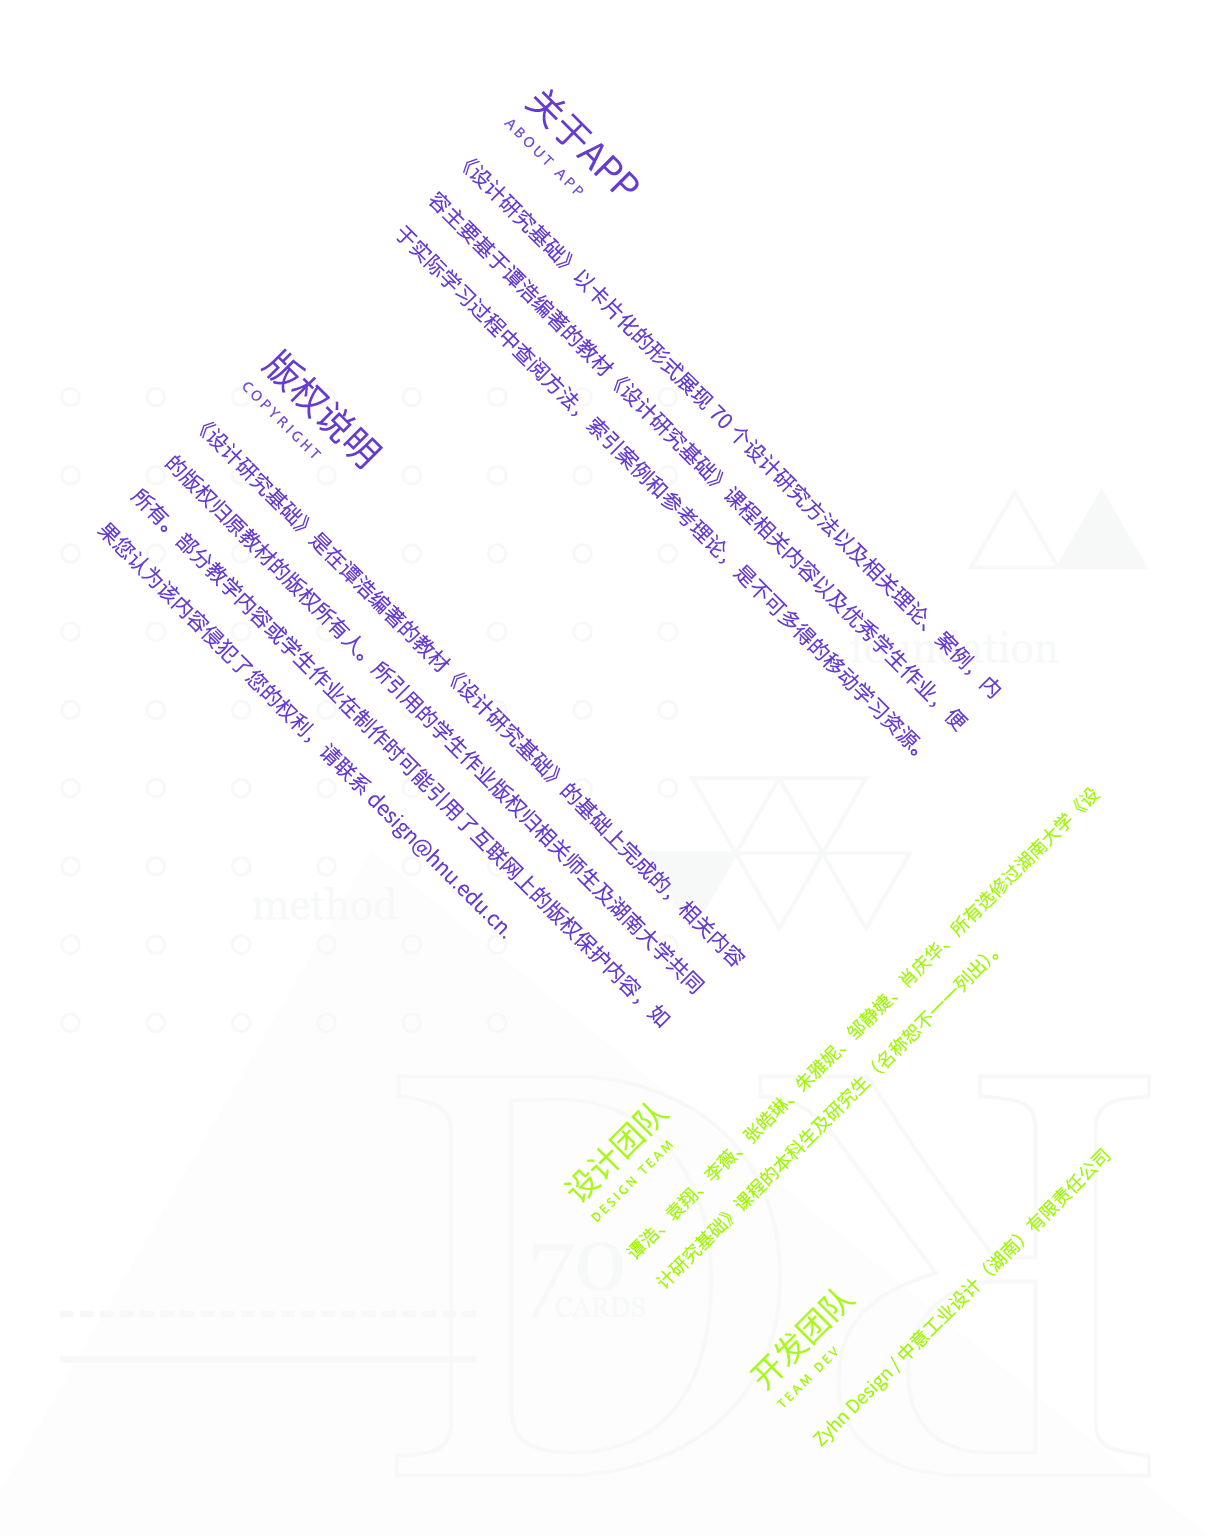 关于APP
ABOUT APP
《设计研究基础》以卡片化的形式展现 70 个设计研究方法以及相关理论、案例，内
容主要基于谭浩编著的教材《设计研究基础》课程相关内容以及优秀学生作业，便
于实际学习过程中查阅方法，索引案例和参考理论，是不可多得的移动学习资源。
版权说明
COPYRIGHT
《设计研究基础》是在谭浩编著的教材《设计研究基础》的基础上完成的，相关内容
的版权归原教材的版权所有人。所引用的学生作业版权归相关师生及湖南大学共同
所有。部分教学内容或学生作业在制作时可能引用了互联网上的版权保护内容，如
果您认为该内容侵犯了您的权利，请联系 design@hnu.edu.cn.
设计团队
DESIGN TEAM
谭浩、袁翔、李薇、张皓琳、朱雅妮、邹静婕、肖庆华、所有选修过湖南大学《设
计研究基础》课程的本科生及研究生（名称恕不一一列出）。
开发团队
TEAM DEV
Zyhn Design / 中意工业设计（湖南）有限责任公司
foundation
method
70
CARDS